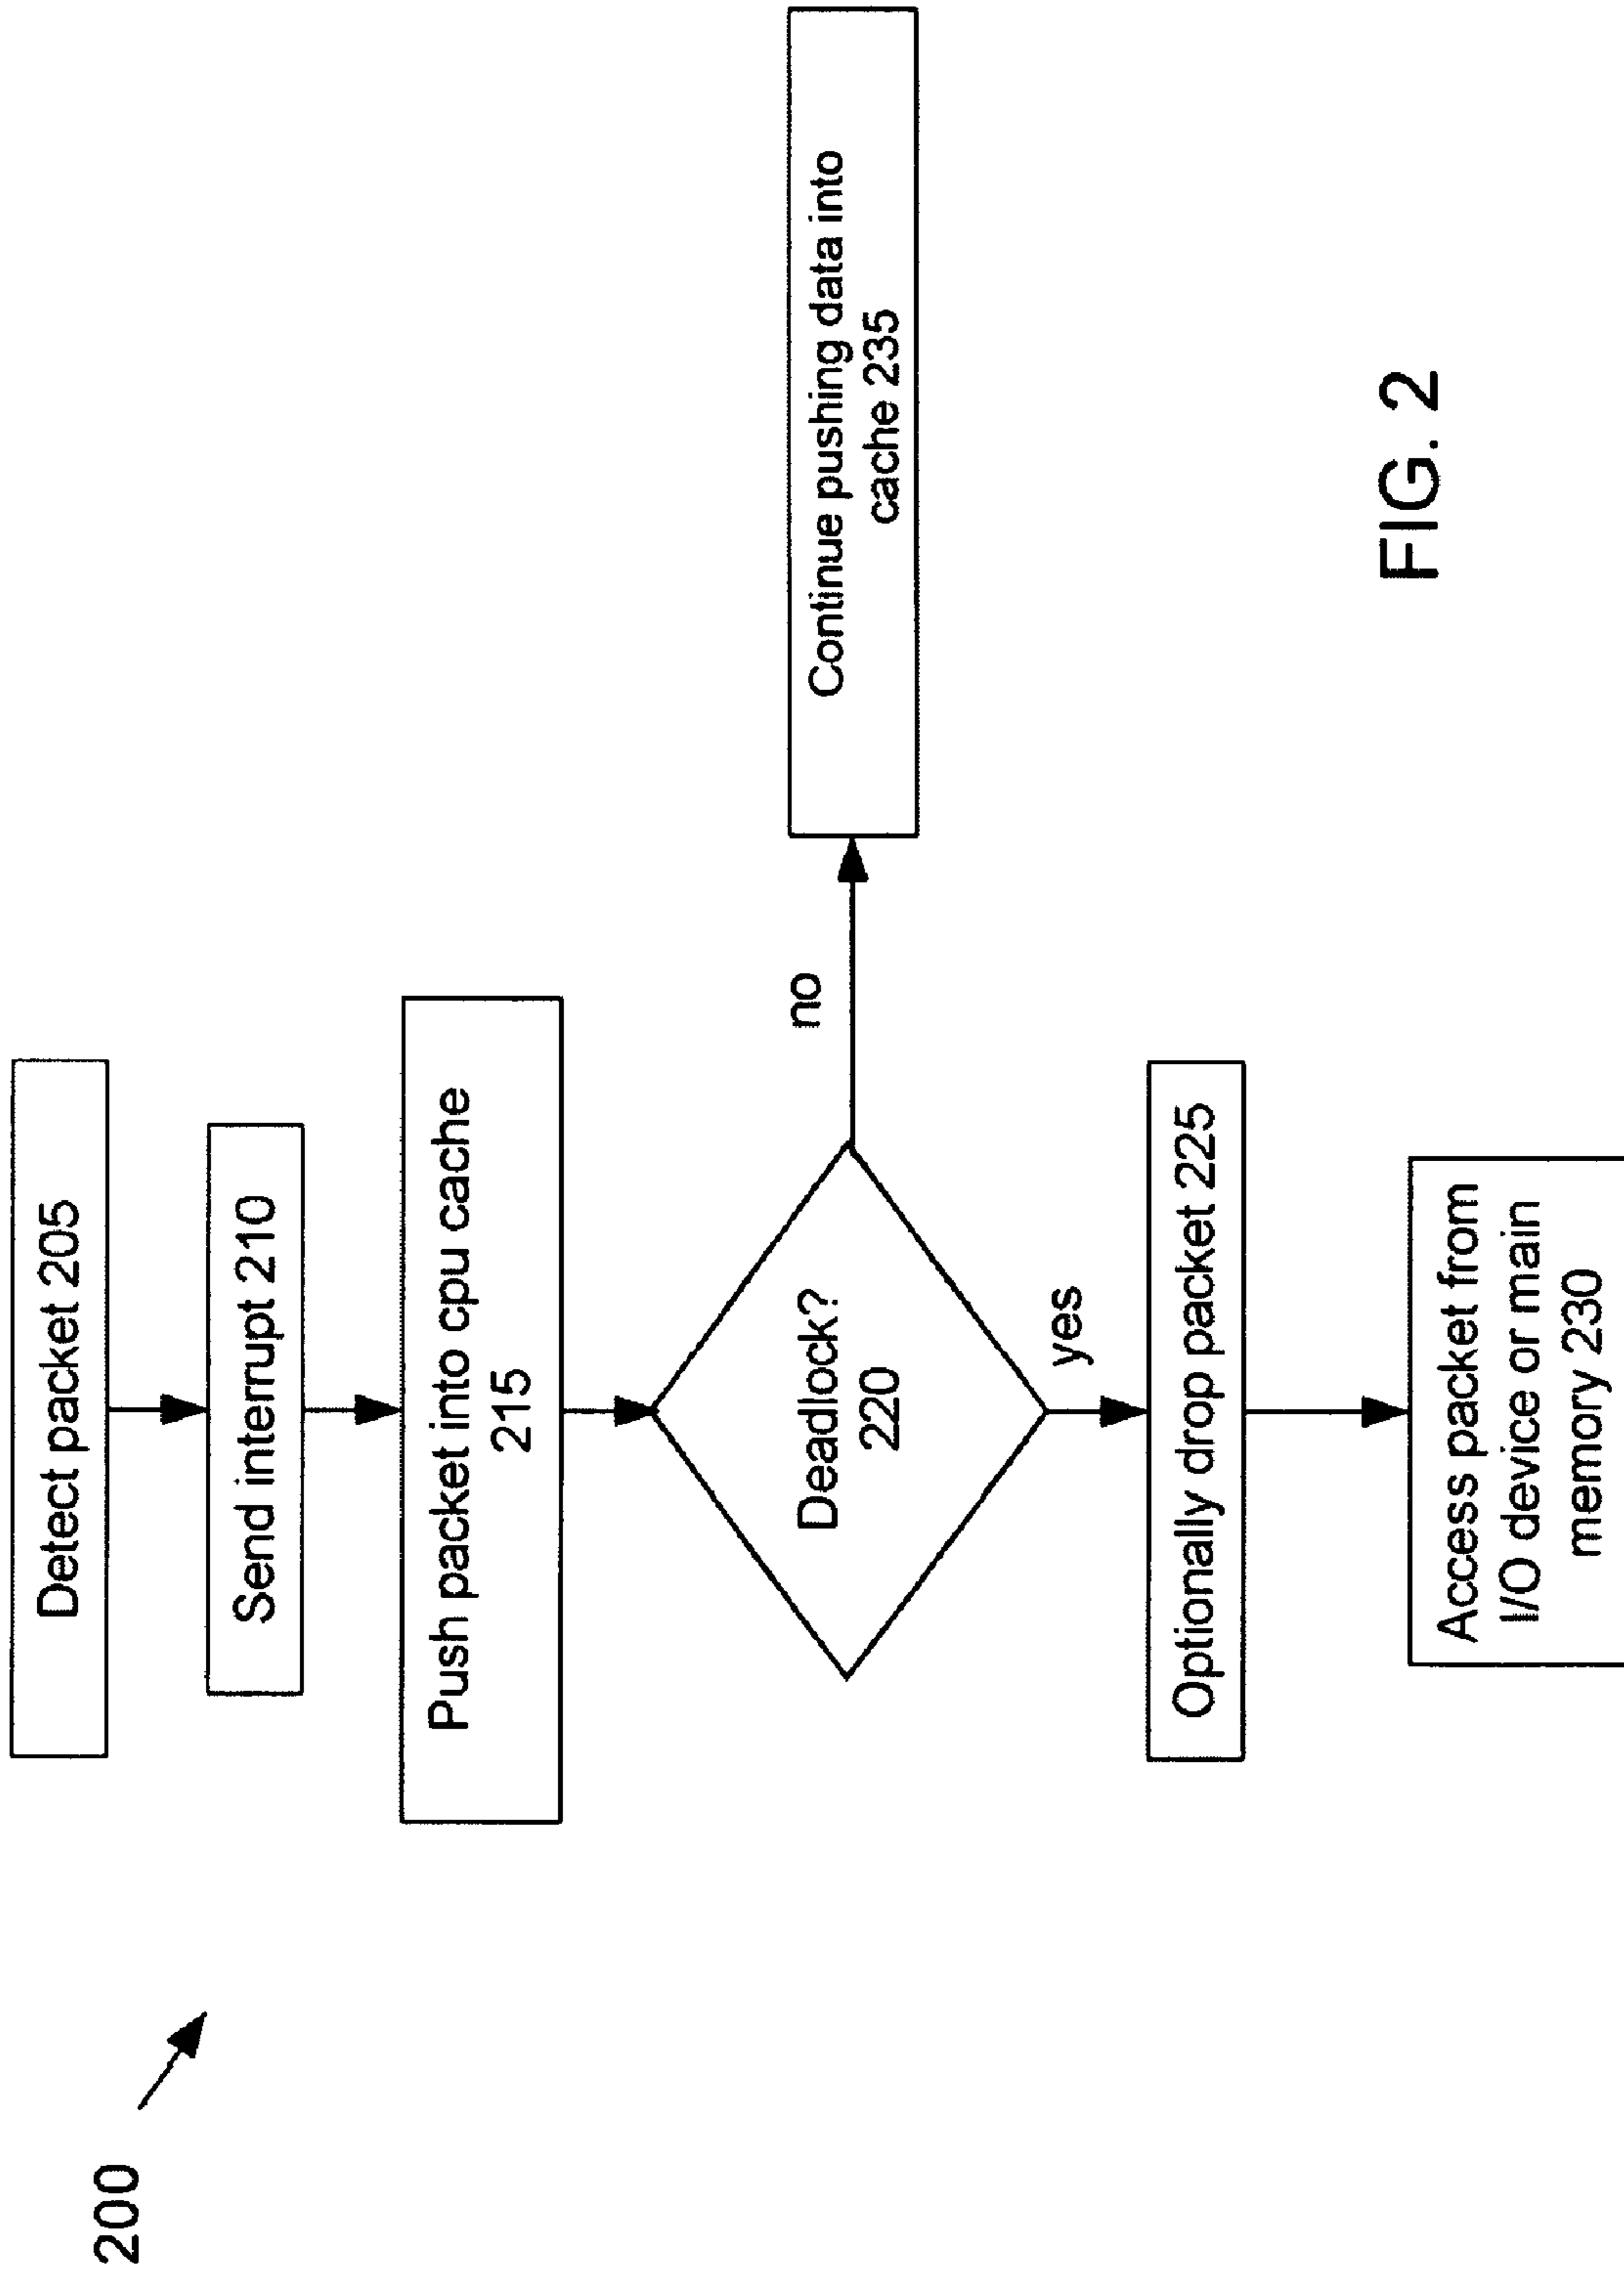 200
Detect packet 205
Send interrupt 210
Push packet into cpu cache
215
Deadlock?
220
no
Continue pushing data into
cache 235
yes
Optionally drop packet 225
Access packet from
I/O device or main
memory 230
FIG. 2